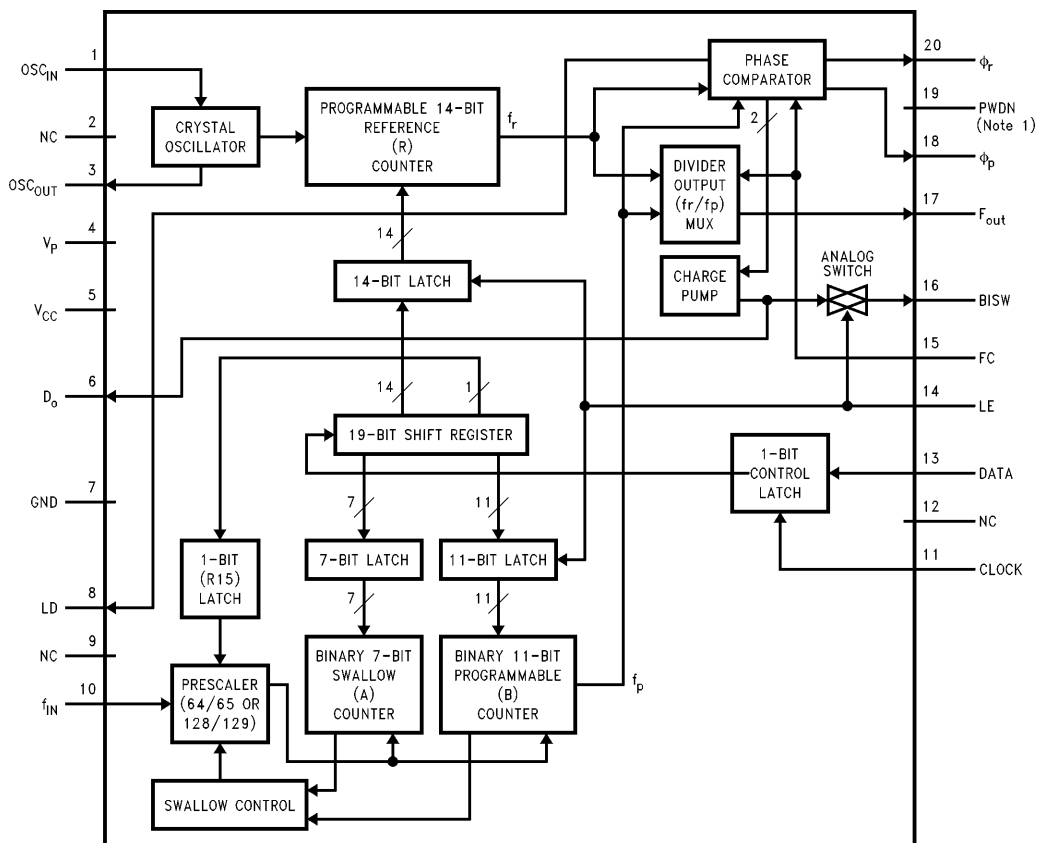 1
OSC_IN
2
NC
3
OSC_OUT
4
V_P
5
V_CC
6
D_o
7
GND
8
LD
9
NC
10
f_IN
CRYSTAL
OSCILLATOR
PROGRAMMABLE 14-BIT
REFERENCE
(R)
COUNTER
f_r
14
14-BIT LATCH
14
1
19-BIT SHIFT REGISTER
7
11
1-BIT
(R15)
LATCH
7-BIT LATCH
11-BIT LATCH
7
11
PRESCALER
(64/65 OR
128/129)
BINARY 7-BIT
SWALLOW
(A)
COUNTER
BINARY 11-BIT
PROGRAMMABLE
(B)
COUNTER
f_p
SWALLOW CONTROL
PHASE
COMPARATOR
2
DIVIDER
OUTPUT
(fr/fp)
MUX
CHARGE
PUMP
ANALOG
SWITCH
1-BIT
CONTROL
LATCH
20
ϕ_r
19
PWDN
(Note 1)
18
ϕ_p
17
F_out
16
BISW
15
FC
14
LE
13
DATA
12
NC
11
CLOCK